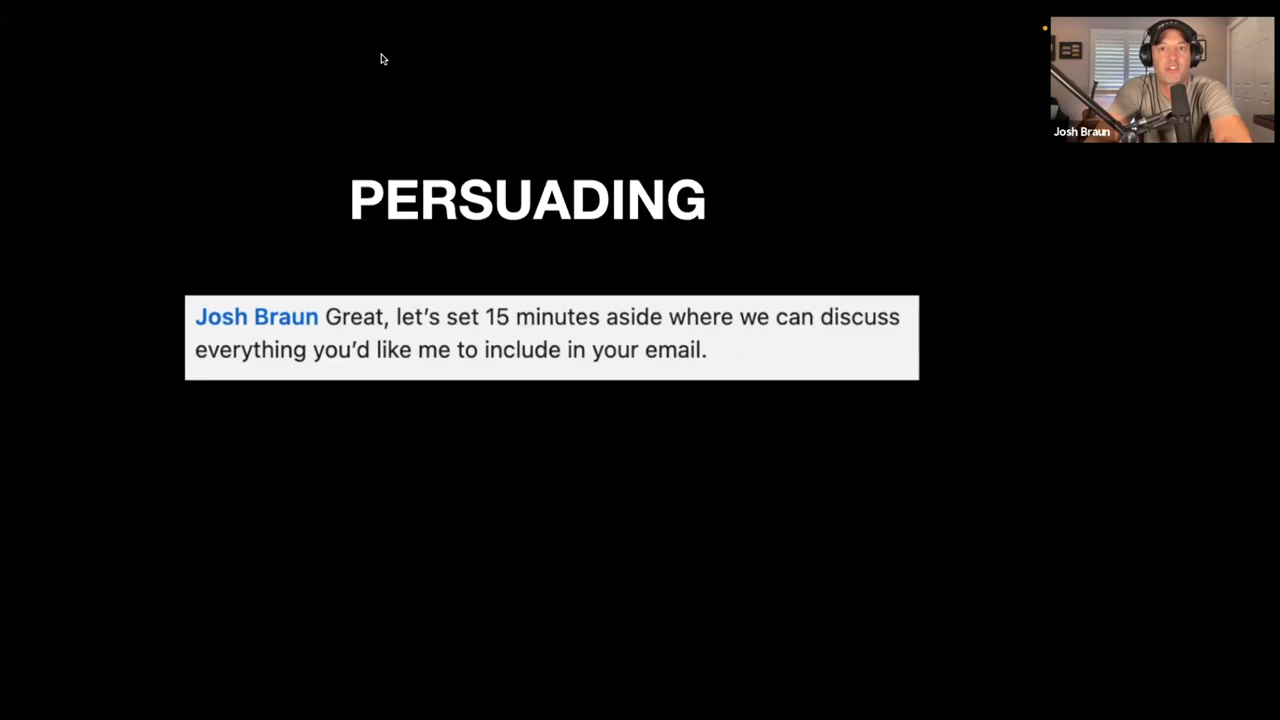 PERSUADING
Josh Braun Great, let’s set 15 minutes aside where we can discuss
everything you’d like me to include in your email.
Josh Braun